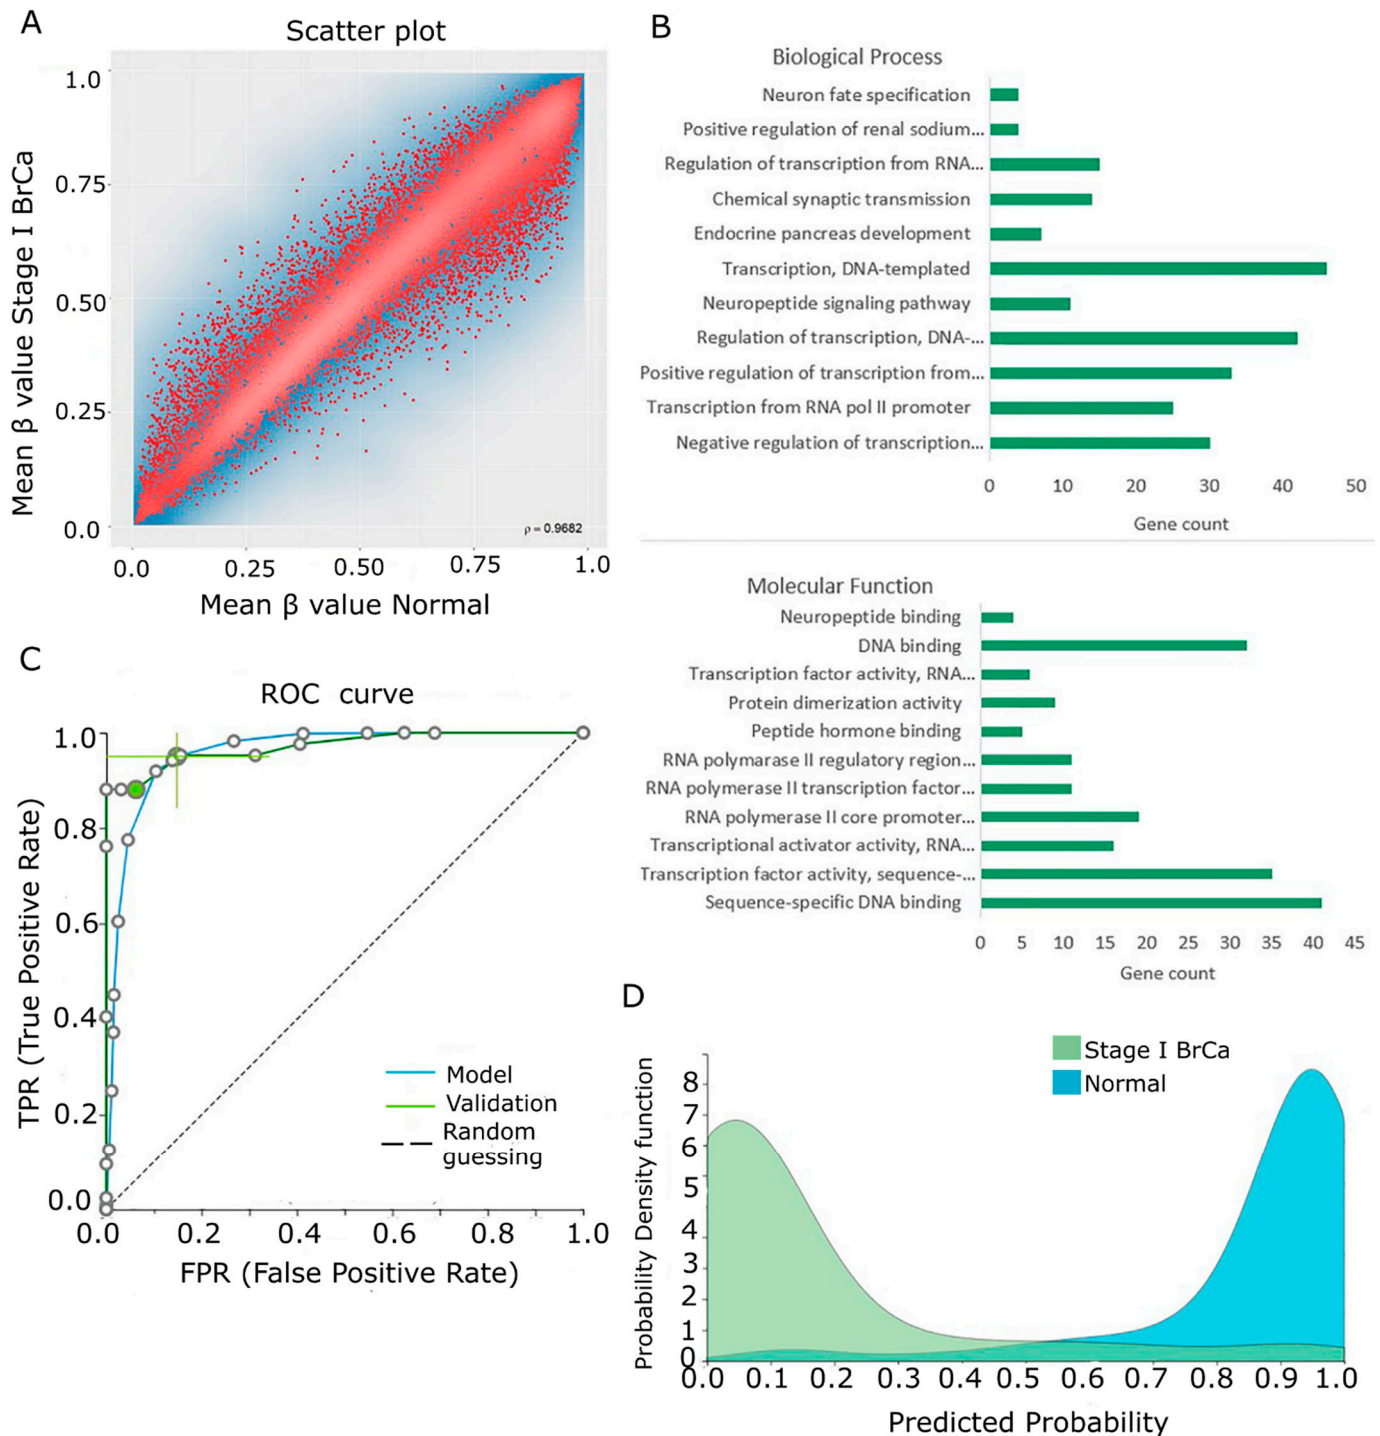 A
Scatter plot
Mean β value Stage I BrCa
1.0
0.75
0.50
0.25
0.0
ρ = 0.9682
0.0 0.25 0.50 0.75 1.0
Mean β value Normal
B
Biological Process
Neuron fate specification
Positive regulation of renal sodium...
Regulation of transcription from RNA...
Chemical synaptic transmission
Endocrine pancreas development
Transcription, DNA-templated
Neuropeptide signaling pathway
Regulation of transcription, DNA-...
Positive regulation of transcription from...
Transcription from RNA pol II promoter
Negative regulation of transcription...
0 10 20 30 40 50
Gene count
Molecular Function
Neuropeptide binding
DNA binding
Transcription factor activity, RNA...
Protein dimerization activity
Peptide hormone binding
RNA polymarase II regulatory region...
RNA polymerase II transcription factor...
RNA polymerase II core promoter...
Transcriptional activator activity, RNA...
Transcription factor activity, sequence-...
Sequence-specific DNA binding
0 5 10 15 20 25 30 35 40 45
Gene count
C
ROC curve
TPR (True Positive Rate)
1.0
0.8
0.6
0.4
0.2
0.0
Model
Validation
Random
guessing
0.0 0.2 0.4 0.6 0.8 1.0
FPR (False Positive Rate)
D
Probability Density function
Stage I BrCa
Normal
8
7
6
5
4
3
2
1
0
0.0 0.1 0.2 0.3 0.4 0.5 0.6 0.7 0.8 0.9 1.0
Predicted Probability